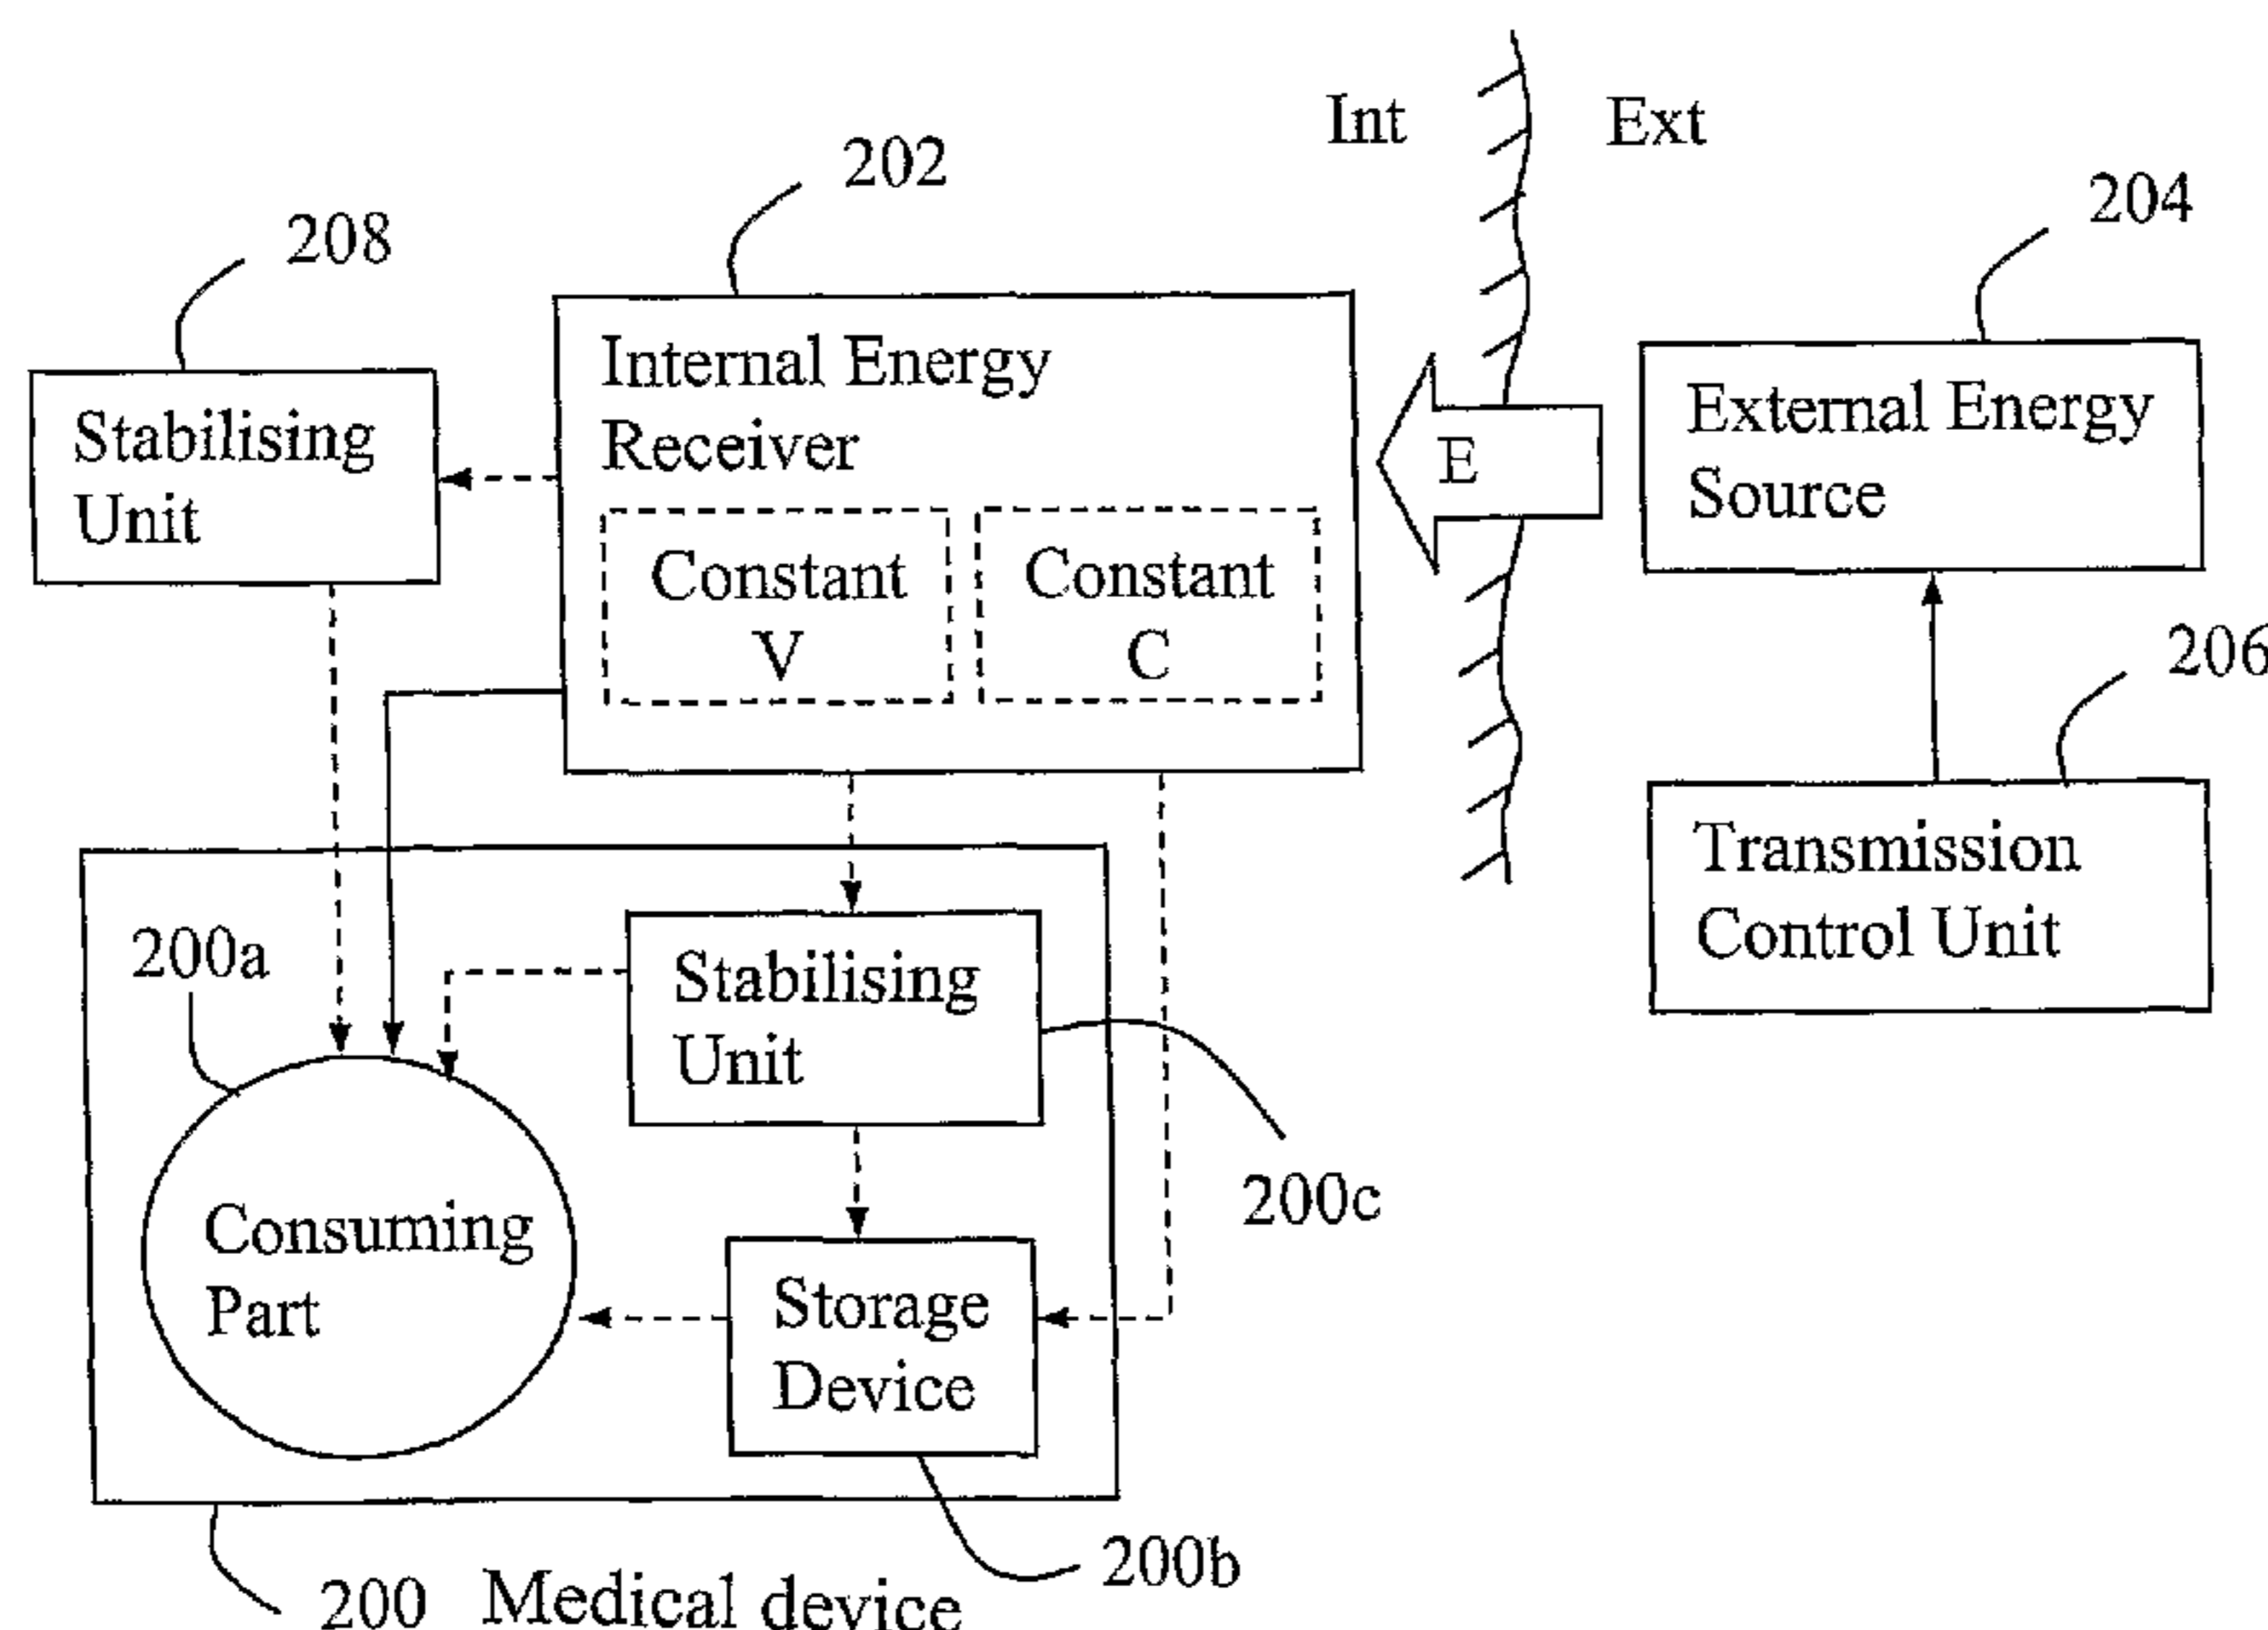 Int
Ext
202
204
208
Internal Energy
Receiver
External Energy
Source
E
Stabilising
Unit
Constant
V
Constant
C
206
Transmission
Control Unit
200a
Stabilising
Unit
200c
Consuming
Part
Storage
Device
200b
200 Medical device